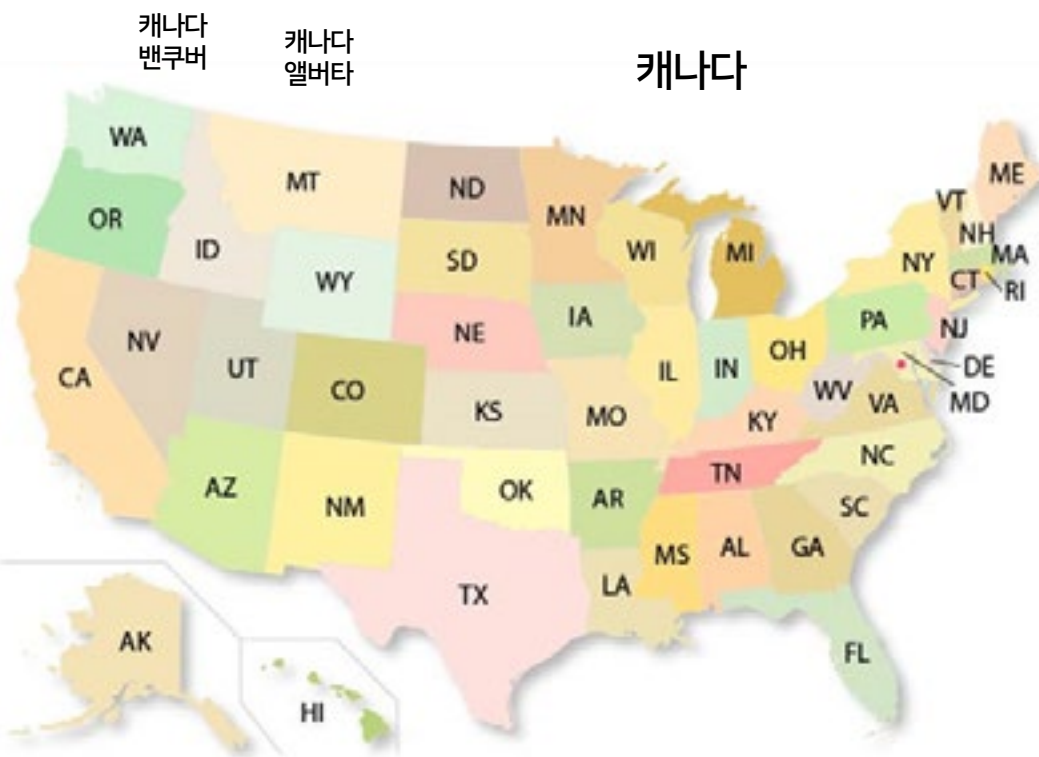 캐나다
밴쿠버
캐나다
앨버타
캐나다
WA
MT
ND
MN
ME
VT
OR
ID
SD
WI
MI
NH
NY
MA
WY
CT
RI
NE
IA
PA
NJ
NV
UT
CO
IL
IN
OH
DE
CA
KS
MO
WV
VA
MD
KY
AZ
NM
OK
AR
TN
NC
SC
TX
LA
MS
AL
GA
AK
FL
HI